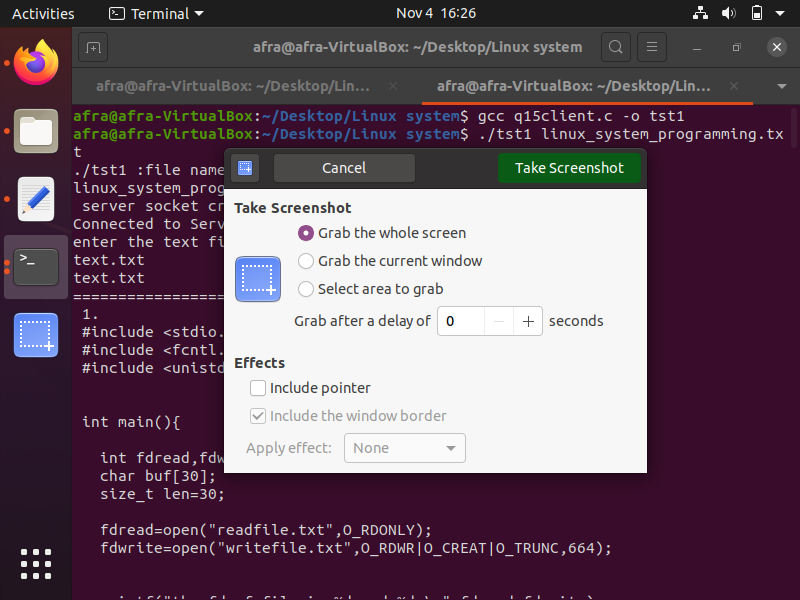 Activities Terminal Nov 4 16:26
afra@afra-VirtualBox: ~/Desktop/Linux system
afra@afra-VirtualBox: ~/Desktop/Lin... × afra@afra-VirtualBox: ~/Desktop/Lin... ×
afra@afra-VirtualBox:~/Desktop/Linux system$ gcc q15client.c -o tst1
afra@afra-VirtualBox:~/Desktop/Linux system$ ./tst1 linux_system_programming.tx
t
./tst1 :file name
linux_system_prog
server socket cr
Connected to Serv
enter the text fi
text.txt
text.txt
=================
1.
#include <stdio.
#include <fcntl.
#include <unistd
int main(){
int fdread,fdw
char buf[30];
size_t len=30;
fdread=open("readfile.txt",O_RDONLY);
fdwrite=open("writefile.txt",O_RDWR|O_CREAT|O_TRUNC,664);
Cancel Take Screenshot
Take Screenshot
Grab the whole screen
Grab the current window
Select area to grab
Grab after a delay of 0 − + seconds
Effects
Include pointer
Include the window border
Apply effect: None